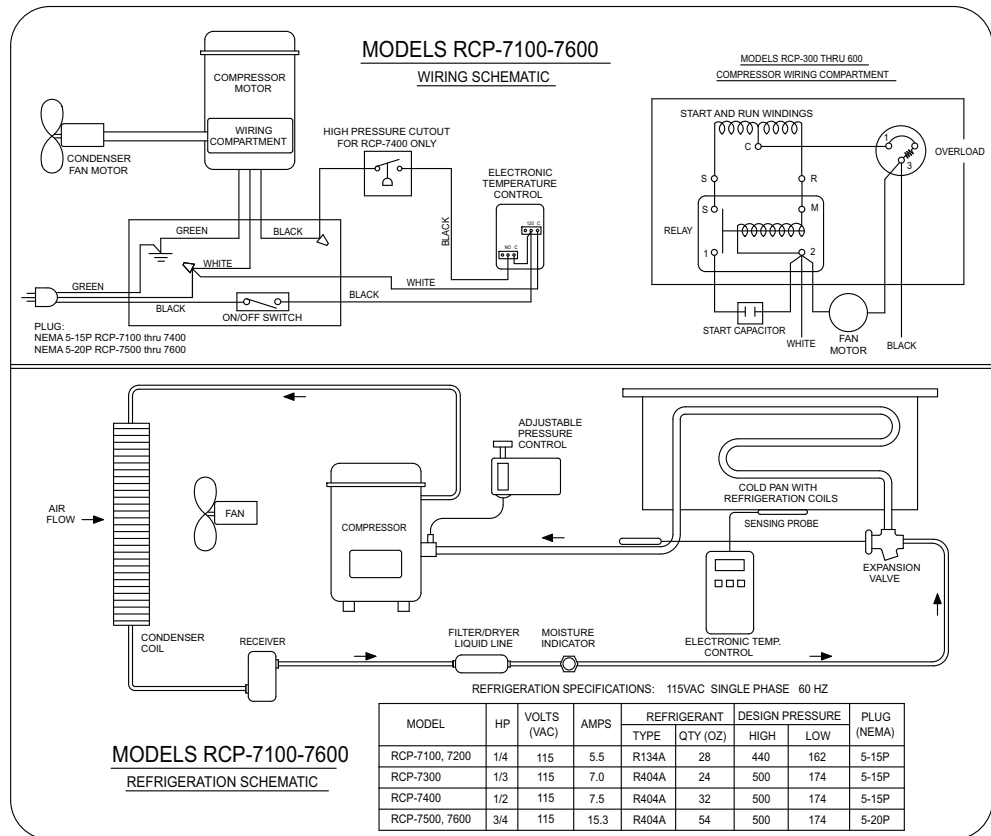 MODELS RCP-7100-7600
WIRING SCHEMATIC
COMPRESSOR
MOTOR
WIRING
COMPARTMENT
CONDENSER
FAN MOTOR
HIGH PRESSURE CUTOUT
FOR RCP-7400 ONLY
ELECTRONIC
TEMPERATURE
CONTROL
120 C
NO C
BLACK
GREEN
BLACK
WHITE
WHITE
GREEN
BLACK
BLACK
ON/OFF SWITCH
PLUG:
NEMA 5-15P RCP-7100 thru 7400
NEMA 5-20P RCP-7500 thru 7600
MODELS RCP-300 THRU 600
COMPRESSOR WIRING COMPARTMENT
START AND RUN WINDINGS
C
1
3
OVERLOAD
S
R
S
M
RELAY
1
2
START CAPACITOR
WHITE
FAN
MOTOR
BLACK
ADJUSTABLE
PRESSURE
CONTROL
AIR
FLOW
FAN
COMPRESSOR
COLD PAN WITH
REFRIGERATION COILS
SENSING PROBE
EXPANSION
VALVE
CONDENSER
COIL
RECEIVER
FILTER/DRYER
LIQUID LINE
MOISTURE
INDICATOR
ELECTRONIC TEMP.
CONTROL
MODELS RCP-7100-7600
REFRIGERATION SCHEMATIC
REFRIGERATION SPECIFICATIONS: 115VAC SINGLE PHASE 60 HZ
MODEL HP VOLTS (VAC) AMPS REFRIGERANT DESIGN PRESSURE PLUG (NEMA)
TYPE QTY (OZ) HIGH LOW
RCP-7100, 7200 1/4 115 5.5 R134A 28 440 162 5-15P
RCP-7300 1/3 115 7.0 R404A 24 500 174 5-15P
RCP-7400 1/2 115 7.5 R404A 32 500 174 5-15P
RCP-7500, 7600 3/4 115 15.3 R404A 54 500 174 5-20P